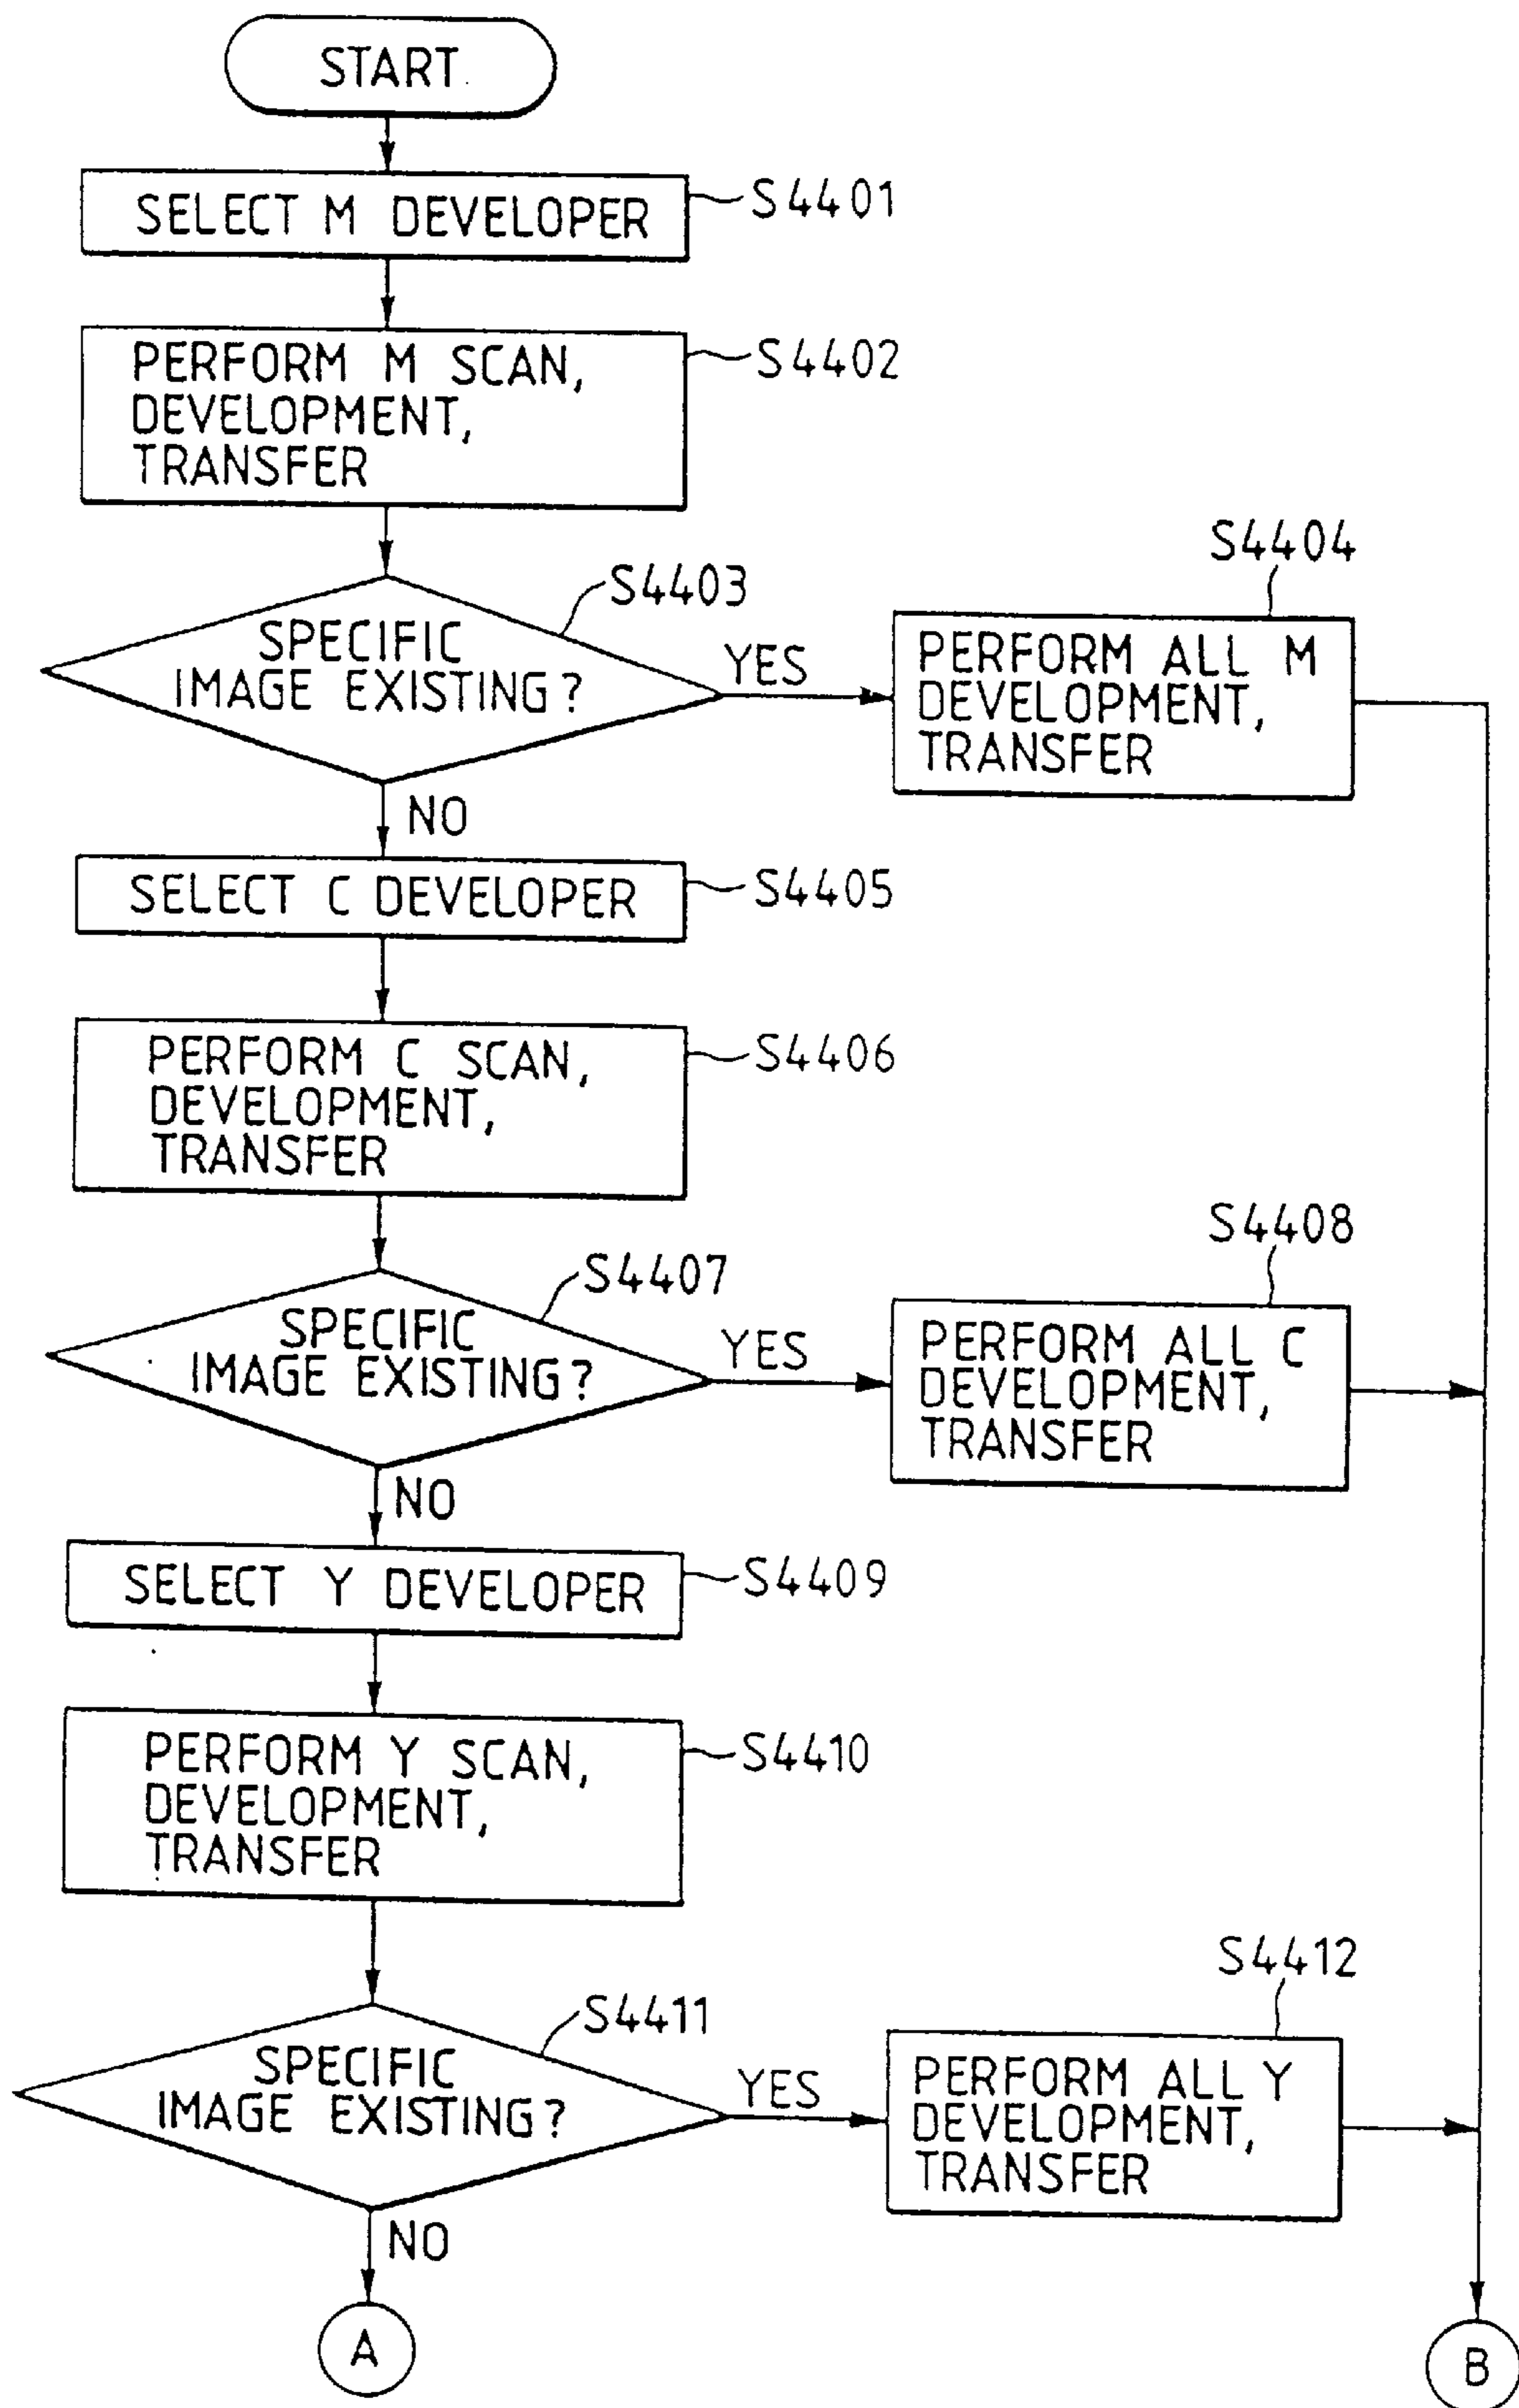 START
SELECT M DEVELOPER
S4401
PERFORM M SCAN,
DEVELOPMENT,
TRANSFER
S4402
SPECIFIC
IMAGE EXISTING?
S4403
YES
S4404
PERFORM ALL M
DEVELOPMENT,
TRANSFER
NO
SELECT C DEVELOPER
S4405
PERFORM C SCAN,
DEVELOPMENT,
TRANSFER
S4406
SPECIFIC
IMAGE EXISTING?
S4407
YES
S4408
PERFORM ALL C
DEVELOPMENT,
TRANSFER
NO
SELECT Y DEVELOPER
S4409
PERFORM Y SCAN,
DEVELOPMENT,
TRANSFER
S4410
SPECIFIC
IMAGE EXISTING?
S4411
YES
S4412
PERFORM ALL Y
DEVELOPMENT,
TRANSFER
NO
A
B